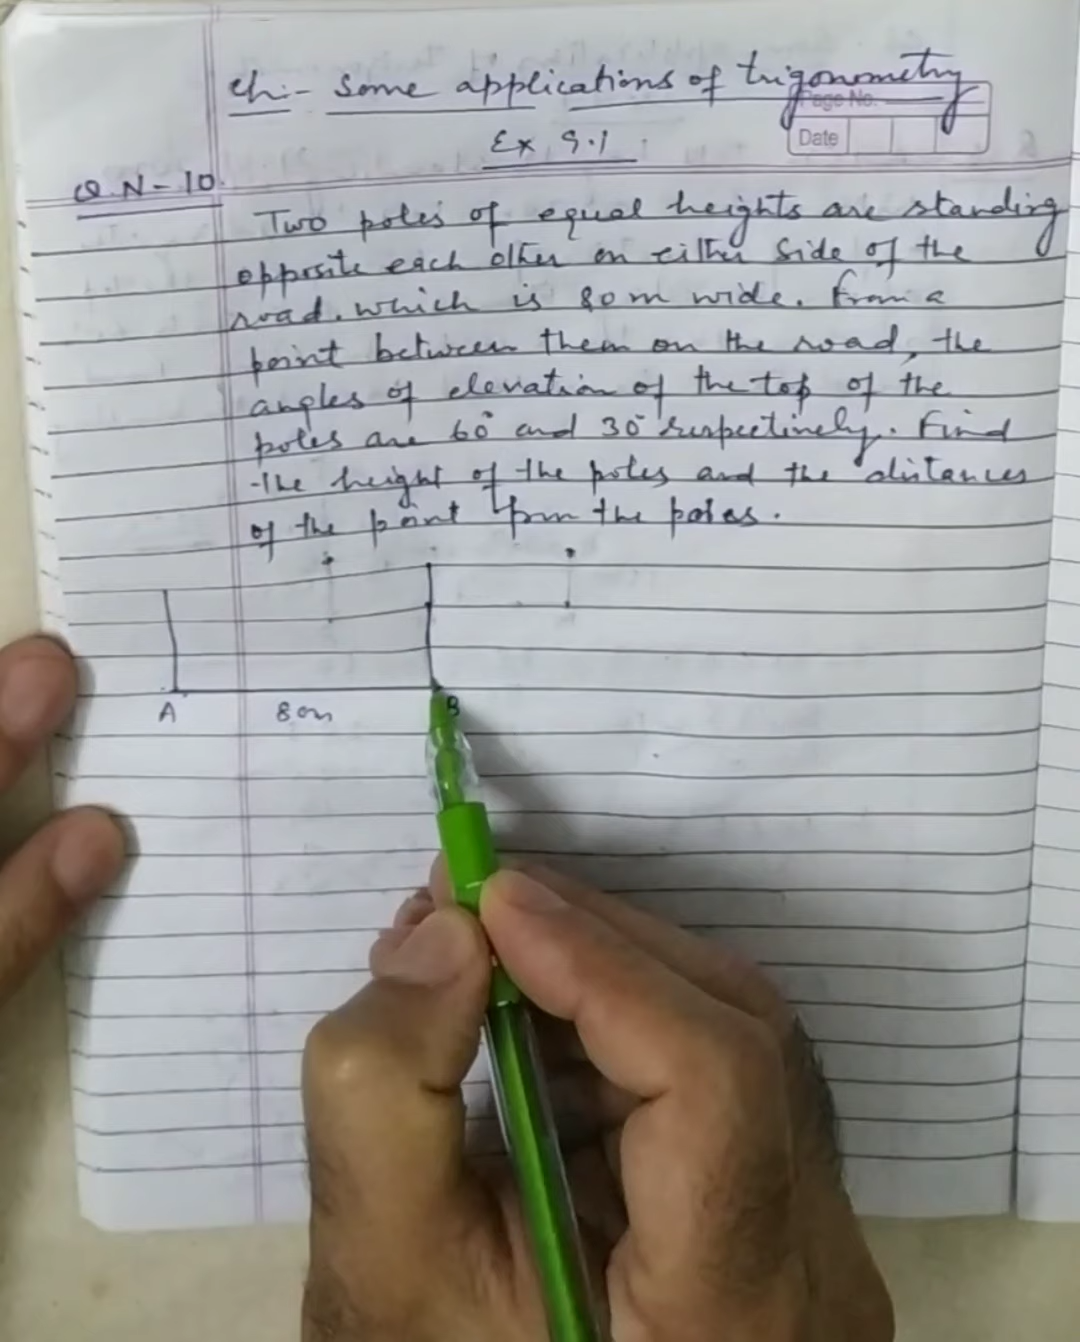 Ch:- Some applications of trigonometry
Page No.
Ex 9.1
Date
Q.N-10.
Two poles of equal heights are standing
opposite each other on either side of the
road. which is 80m wide. From a
point between them on the road, the
angles of elevation of the top of the
poles are 60° and 30° respectively. Find
the height of the poles and the distances
of the point from the poles.
A 80m B